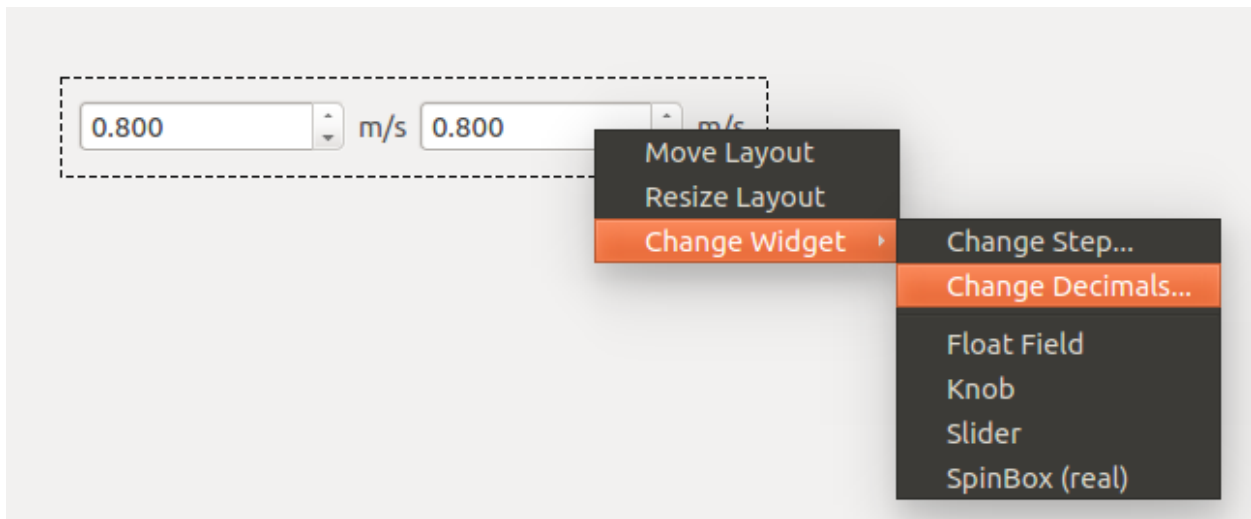 0.800 m/s 0.800 m/s
Move Layout
Resize Layout
Change Widget
Change Step...
Change Decimals...
Float Field
Knob
Slider
SpinBox (real)